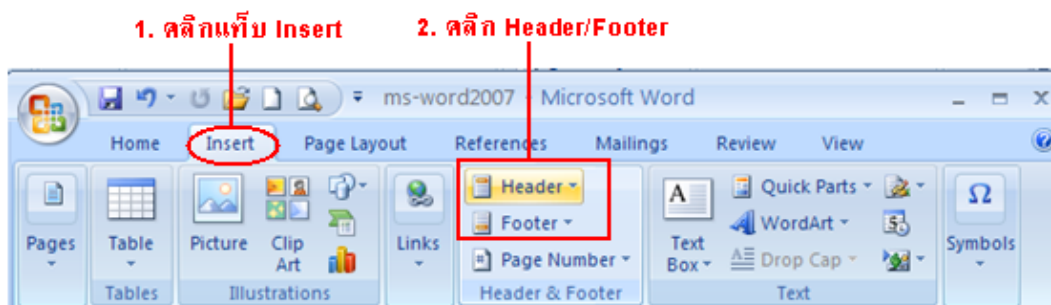 1. คลิกแท็บ Insert 2. คลิก Header/Footer
ms-word2007 - Microsoft Word
Home Insert Page Layout References Mailings Review View
Header
Footer
Page Number
Pages
Table
Picture
Clip
Art
Links
Text
Box
Quick Parts
WordArt
Drop Cap
Symbols
Tables Illustrations Header & Footer Text